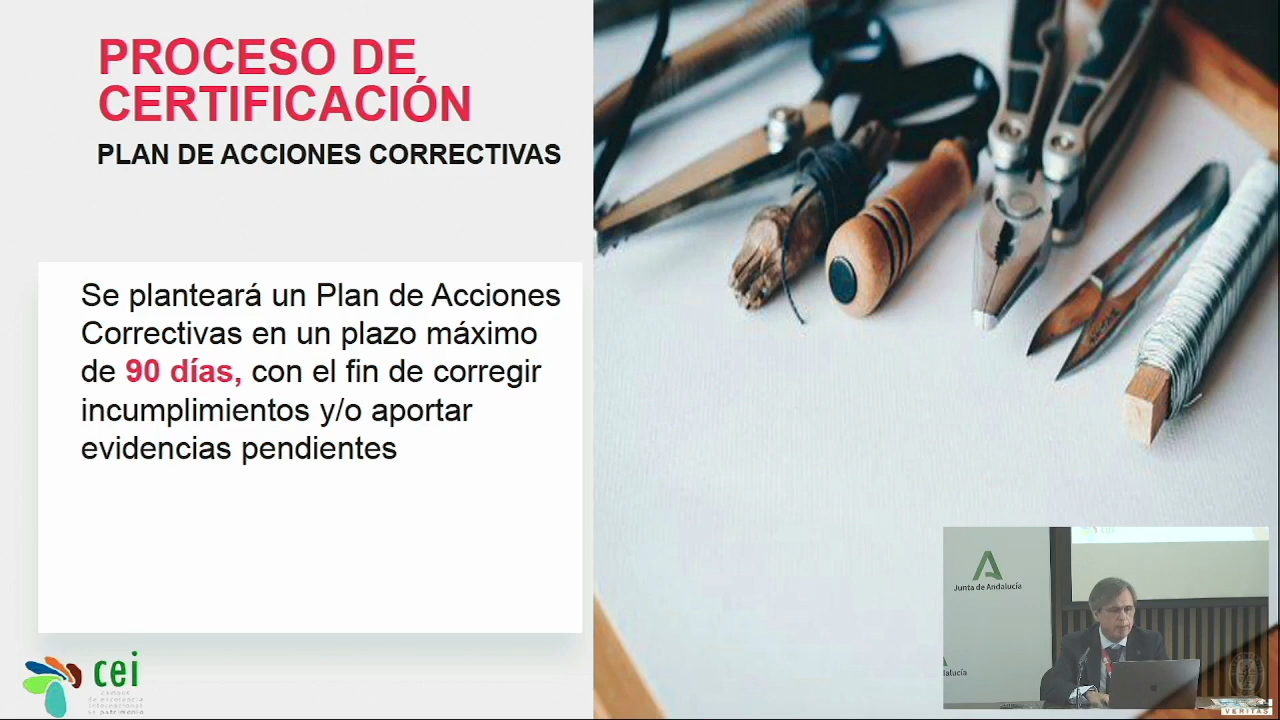 PROCESO DE
CERTIFICACIÓN
PLAN DE ACCIONES CORRECTIVAS
Se planteará un Plan de Acciones
Correctivas en un plazo máximo
de 90 días, con el fin de corregir
incumplimientos y/o aportar
evidencias pendientes
cei
Junta de Andalucía
VERITAS